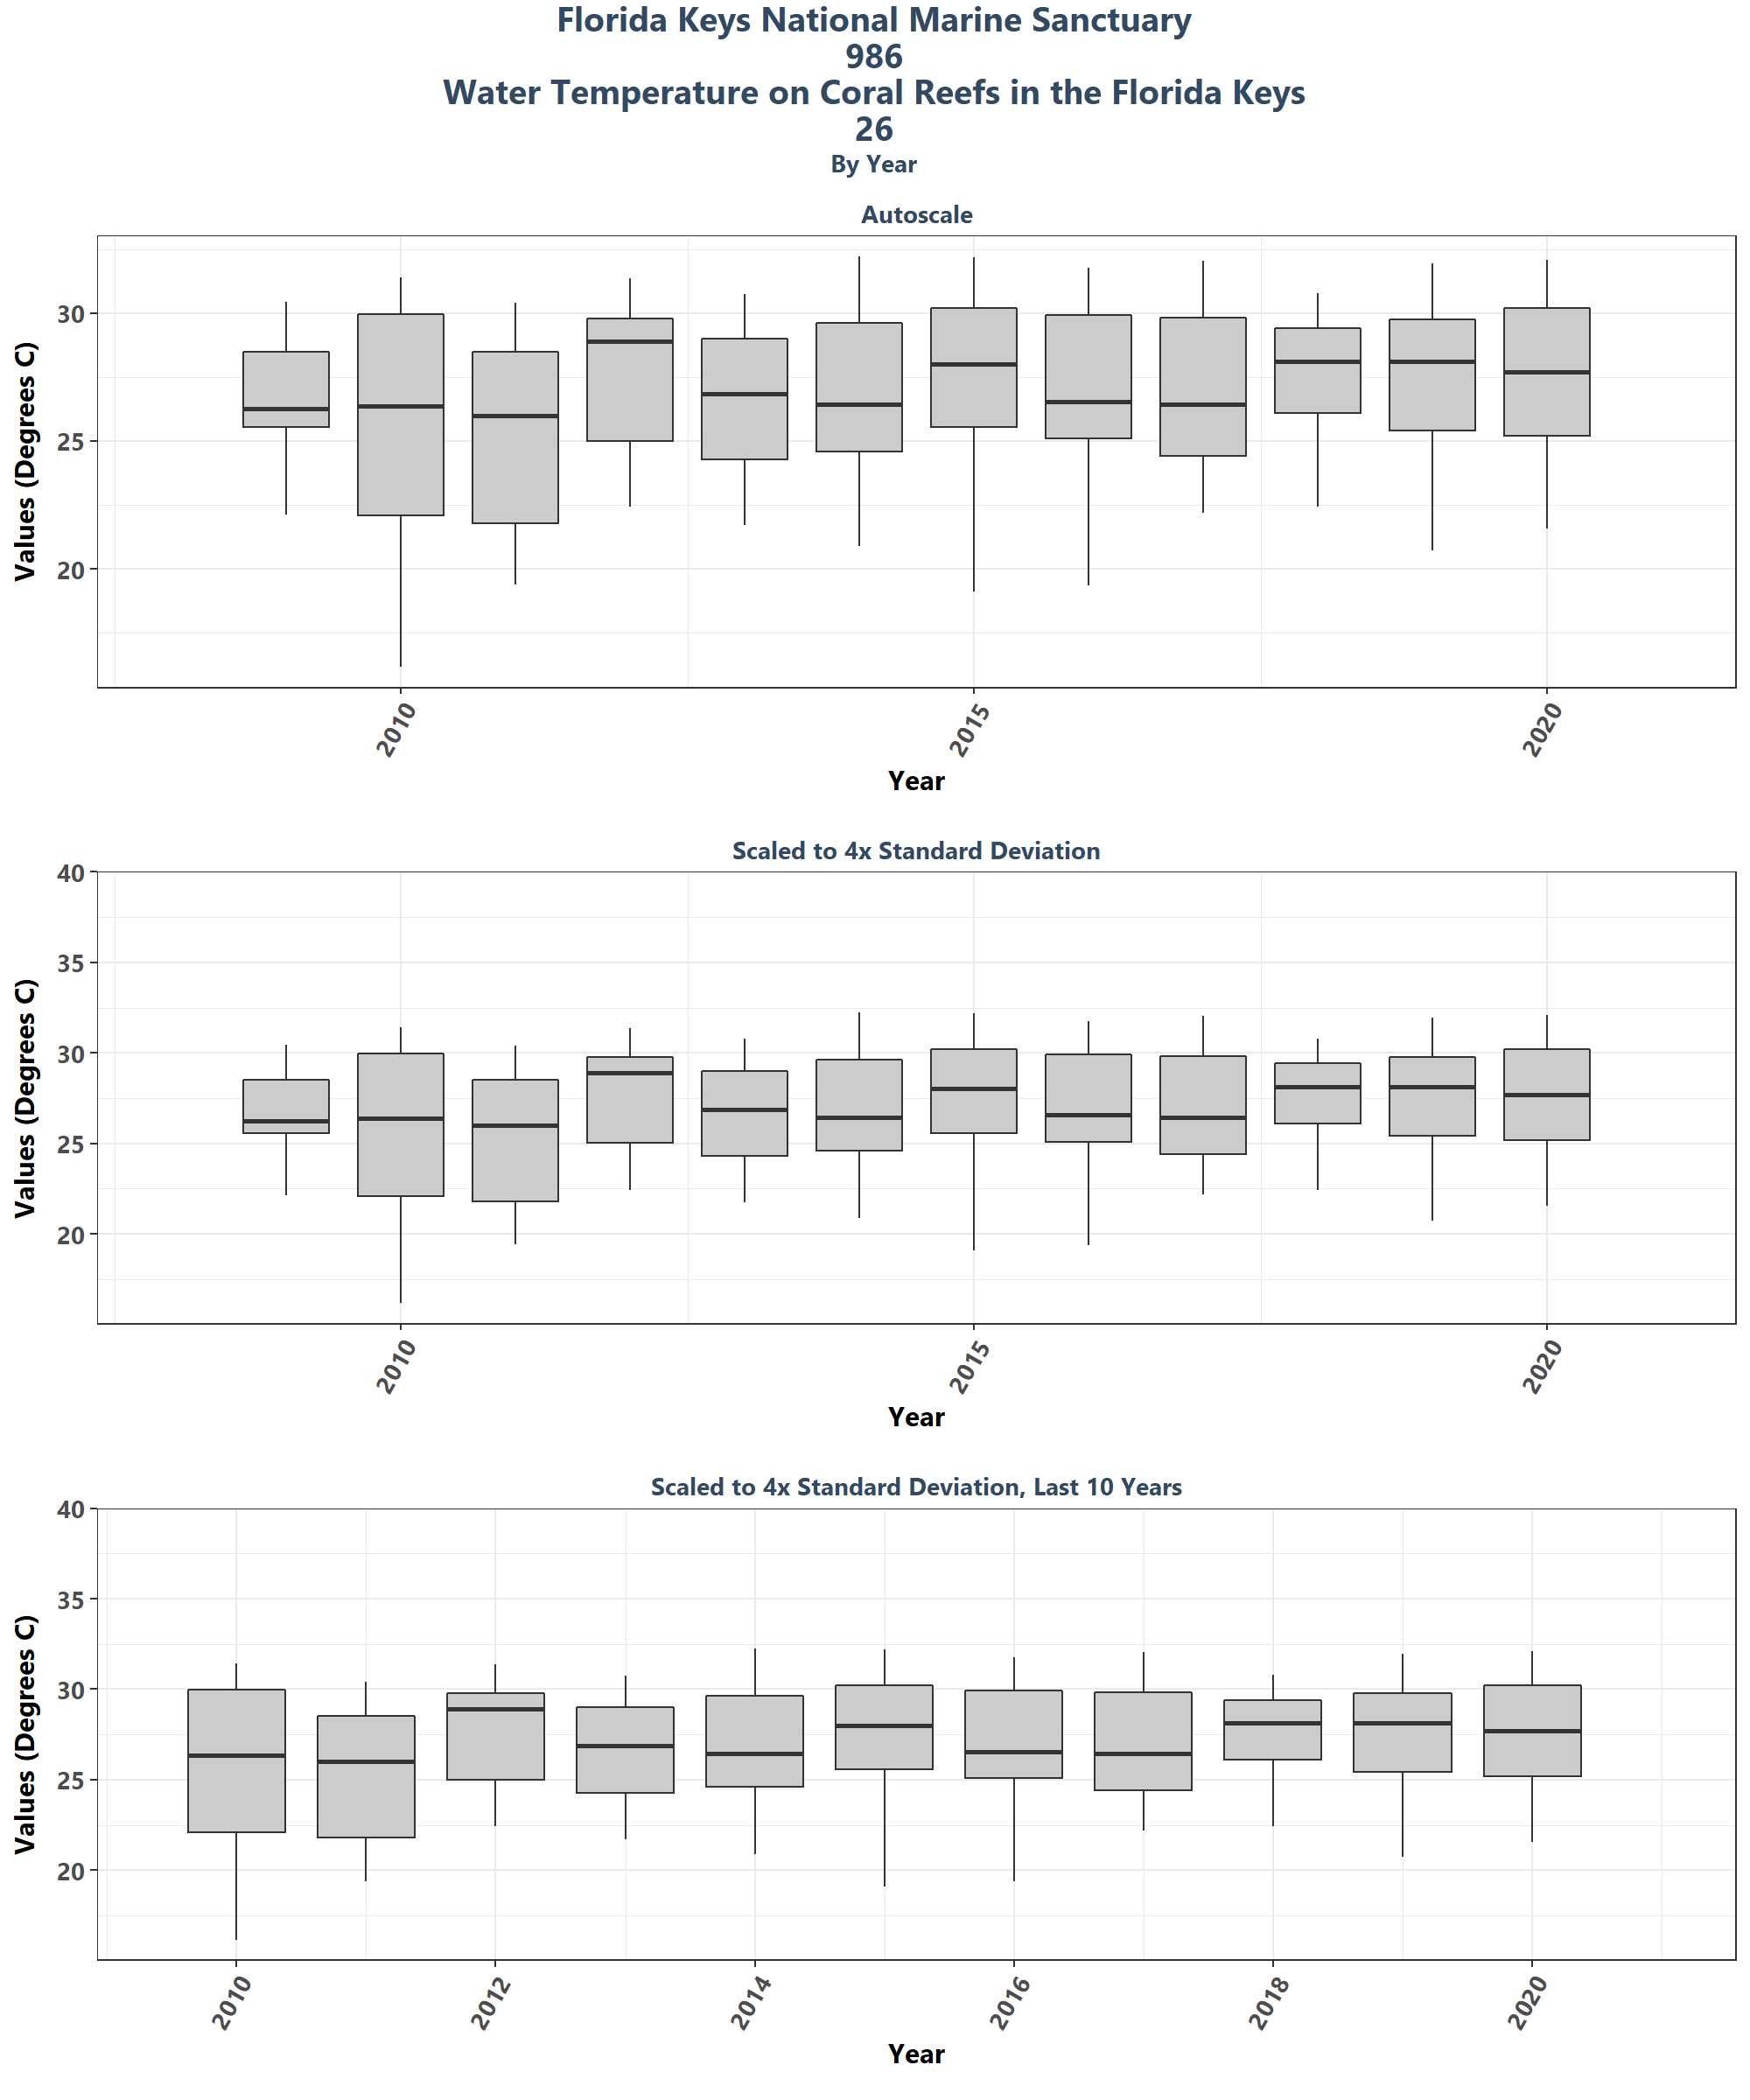 Florida Keys National Marine Sanctuary
986
Water Temperature on Coral Reefs in the Florida Keys
26
By Year
Autoscale
Values (Degrees C)
30
25
20
2010
2015
2020
Year
Scaled to 4x Standard Deviation
Values (Degrees C)
40
35
30
25
20
2010
2015
2020
Year
Scaled to 4x Standard Deviation, Last 10 Years
Values (Degrees C)
40
35
30
25
20
2010
2012
2014
2016
2018
2020
Year